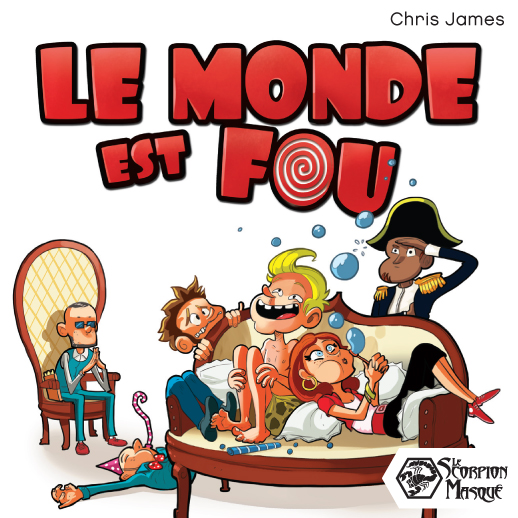 Chris James
LE MONDE
EST FOU
LE
SCORPION
MASQUÉ